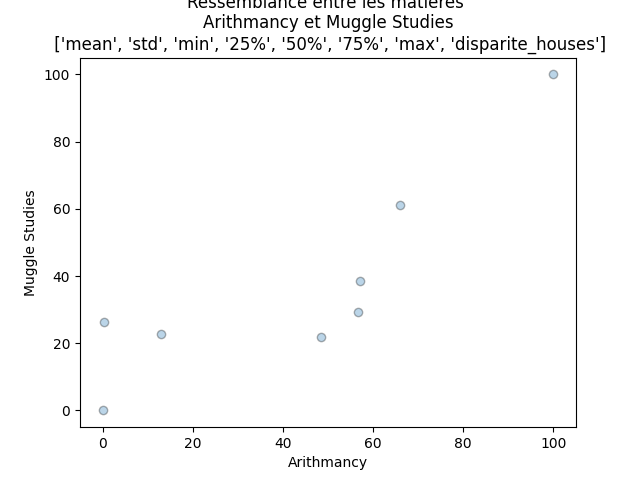 Ressemblance entre les matières
Arithmancy et Muggle Studies
['mean', 'std', 'min', '25%', '50%', '75%', 'max', 'disparite_houses']
100
80
60
40
20
0
Muggle Studies
0 20 40 60 80 100
Arithmancy